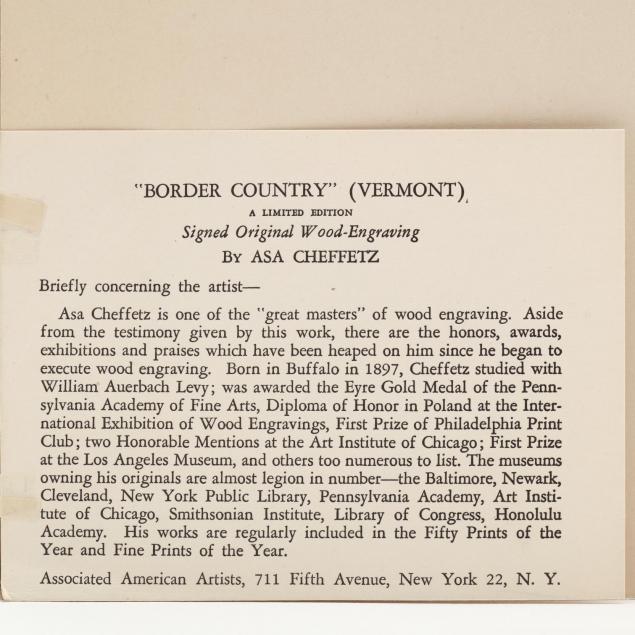 "BORDER COUNTRY" (VERMONT)
A LIMITED EDITION
Signed Original Wood-Engraving
By ASA CHEFFETZ
Briefly concerning the artist—
Asa Cheffetz is one of the "great masters" of wood engraving. Aside
from the testimony given by this work, there are the honors, awards,
exhibitions and praises which have been heaped on him since he began to
execute wood engraving. Born in Buffalo in 1897, Cheffetz studied with
William Auerbach Levy; was awarded the Eyre Gold Medal of the Penn-
sylvania Academy of Fine Arts, Diploma of Honor in Poland at the Inter-
national Exhibition of Wood Engravings, First Prize of Philadelphia Print
Club; two Honorable Mentions at the Art Institute of Chicago; First Prize
at the Los Angeles Museum, and others too numerous to list. The museums
owning his originals are almost legion in number—the Baltimore, Newark,
Cleveland, New York Public Library, Pennsylvania Academy, Art Insti-
tute of Chicago, Smithsonian Institute, Library of Congress, Honolulu
Academy. His works are regularly included in the Fifty Prints of the
Year and Fine Prints of the Year.
Associated American Artists, 711 Fifth Avenue, New York 22, N. Y.